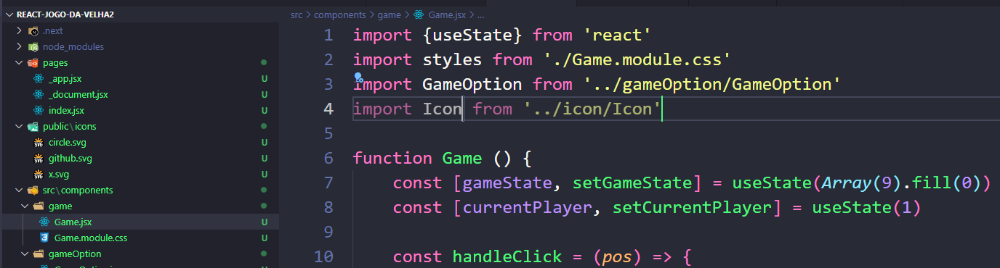 REACT-JOGO-DA-VELHA2
.next
node_modules
pages
_app.jsx U
_document.jsx U
index.jsx U
public\icons
circle.svg U
github.svg U
x.svg U
src\components
game
Game.jsx U
Game.module.css U
gameOption
src > components > game > Game.jsx > ...
1 import {useState} from 'react'
2 import styles from './Game.module.css'
3 import GameOption from '../gameOption/GameOption'
4 import Icon from '../icon/Icon'
5
6 function Game () {
7 const [gameState, setGameState] = useState(Array(9).fill(0))
8 const [currentPlayer, setCurrentPlayer] = useState(1)
9
10 const handleClick = (pos) => {